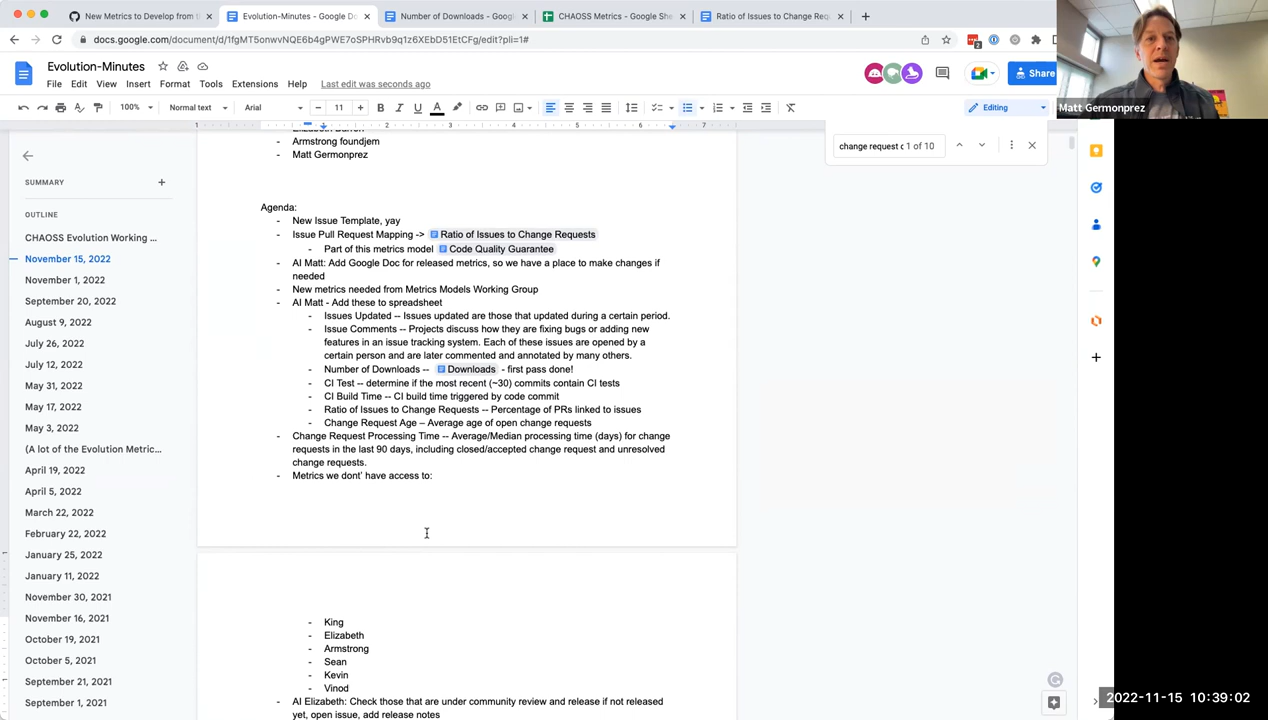 New Metrics to Develop from t
Evolution-Minutes - Google Do
Number of Downloads - Goog
CHAOSS Metrics - Google She
Ratio of Issues to Change Req
docs.google.com/document/d/1fgMT5onwvNQE6b4gPWE7oSPHRvb9q1z6XEbD51EtCFg/edit?pli=1#
2
Evolution-Minutes
File Edit View Insert Format Tools Extensions Help Last edit was seconds ago
Share
Matt Germonprez
100% Normal text Arial 11 Editing
1 1 2 3 4 5 6 7
change request c 1 of 10
SUMMARY
OUTLINE
CHAOSS Evolution Working ...
November 15, 2022
November 1, 2022
September 20, 2022
August 9, 2022
July 26, 2022
July 12, 2022
May 31, 2022
May 17, 2022
May 3, 2022
(A lot of the Evolution Metric...
April 19, 2022
April 5, 2022
March 22, 2022
February 22, 2022
January 25, 2022
January 11, 2022
November 30, 2021
November 16, 2021
October 19, 2021
October 5, 2021
September 21, 2021
September 1, 2021
- Armstrong foundjem
- Matt Germonprez
Agenda:
- New Issue Template, yay
- Issue Pull Request Mapping -> Ratio of Issues to Change Requests
- Part of this metrics model Code Quality Guarantee
- AI Matt: Add Google Doc for released metrics, so we have a place to make changes if
needed
- New metrics needed from Metrics Models Working Group
- AI Matt - Add these to spreadsheet
- Issues Updated -- Issues updated are those that updated during a certain period.
- Issue Comments -- Projects discuss how they are fixing bugs or adding new
features in an issue tracking system. Each of these issues are opened by a
certain person and are later commented and annotated by many others.
- Number of Downloads -- Downloads - first pass done!
- CI Test -- determine if the most recent (~30) commits contain CI tests
- CI Build Time -- CI build time triggered by code commit
- Ratio of Issues to Change Requests -- Percentage of PRs linked to issues
- Change Request Age – Average age of open change requests
- Change Request Processing Time -- Average/Median processing time (days) for change
requests in the last 90 days, including closed/accepted change request and unresolved
change requests.
- Metrics we dont' have access to:
- King
- Elizabeth
- Armstrong
- Sean
- Kevin
- Vinod
- AI Elizabeth: Check those that are under community review and release if not released
yet, open issue, add release notes
2022-11-15 10:39:02